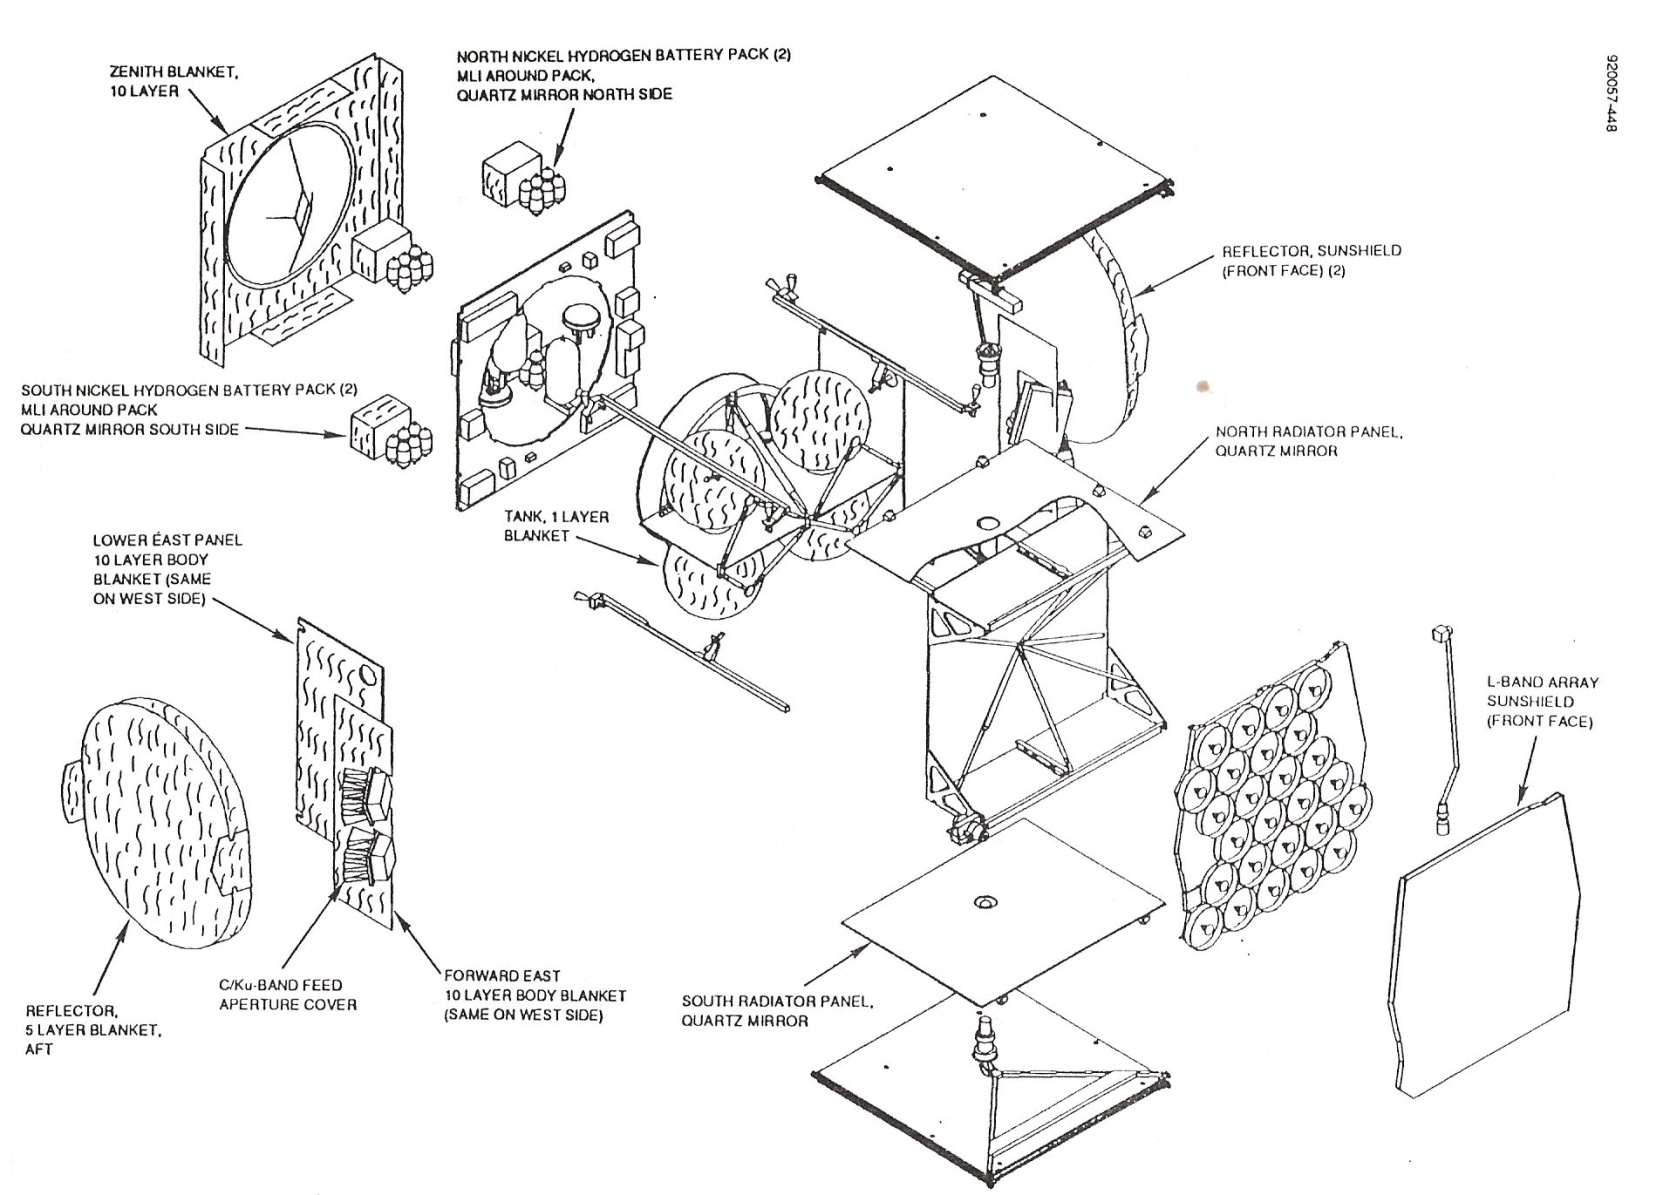 920057-448
ZENITH BLANKET,
10 LAYER
NORTH NICKEL HYDROGEN BATTERY PACK (2)
MLI AROUND PACK,
QUARTZ MIRROR NORTH SIDE
REFLECTOR, SUNSHIELD
(FRONT FACE) (2)
SOUTH NICKEL HYDROGEN BATTERY PACK (2)
MLI AROUND PACK
QUARTZ MIRROR SOUTH SIDE
NORTH RADIATOR PANEL,
QUARTZ MIRROR
TANK, 1 LAYER
BLANKET
LOWER EAST PANEL
10 LAYER BODY
BLANKET (SAME
ON WEST SIDE)
L-BAND ARRAY
SUNSHIELD
(FRONT FACE)
REFLECTOR,
5 LAYER BLANKET,
AFT
C/Ku-BAND FEED
APERTURE COVER
FORWARD EAST
10 LAYER BODY BLANKET
(SAME ON WEST SIDE)
SOUTH RADIATOR PANEL,
QUARTZ MIRROR